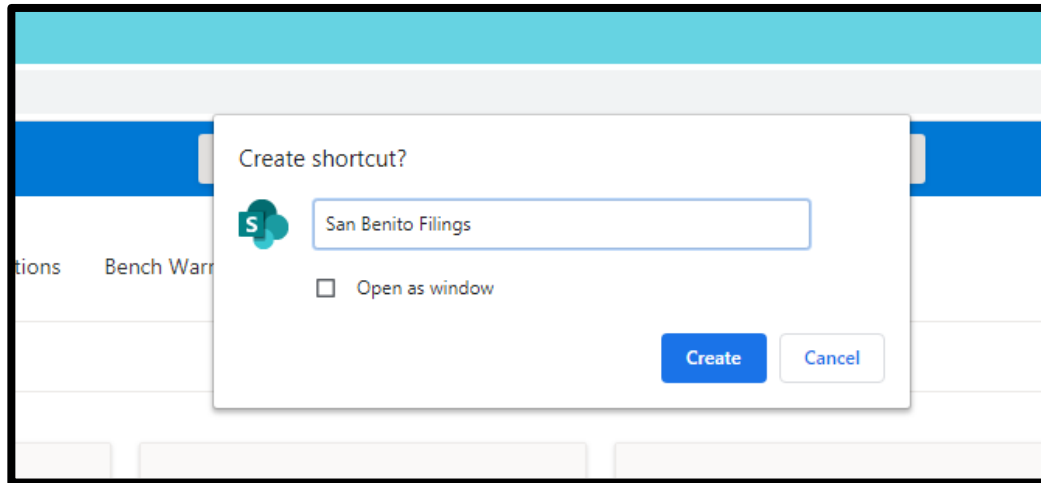 Create shortcut?
S
San Benito Filings
tions Bench Warr
Open as window
Create Cancel